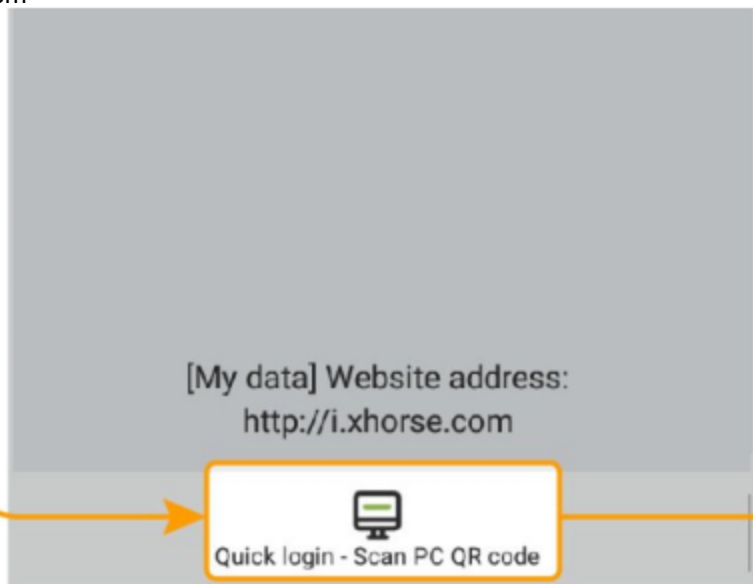 [My data] Website address:
http://i.xhorse.com
Quick login - Scan PC QR code